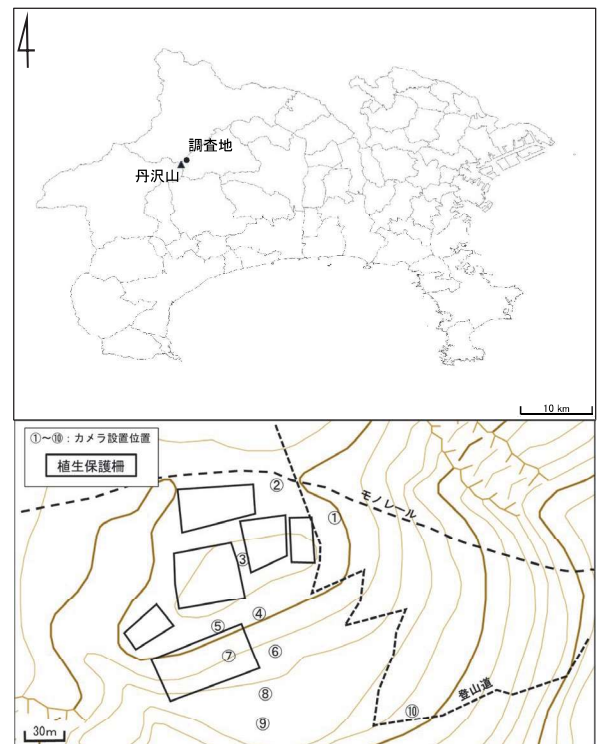 調査地
丹沢山
10 km
①~⑩:カメラ設置位置
植生保護柵
モノレール
②
①
③
④
⑤
⑥
⑦
⑧
⑨
⑩
登山道
30m